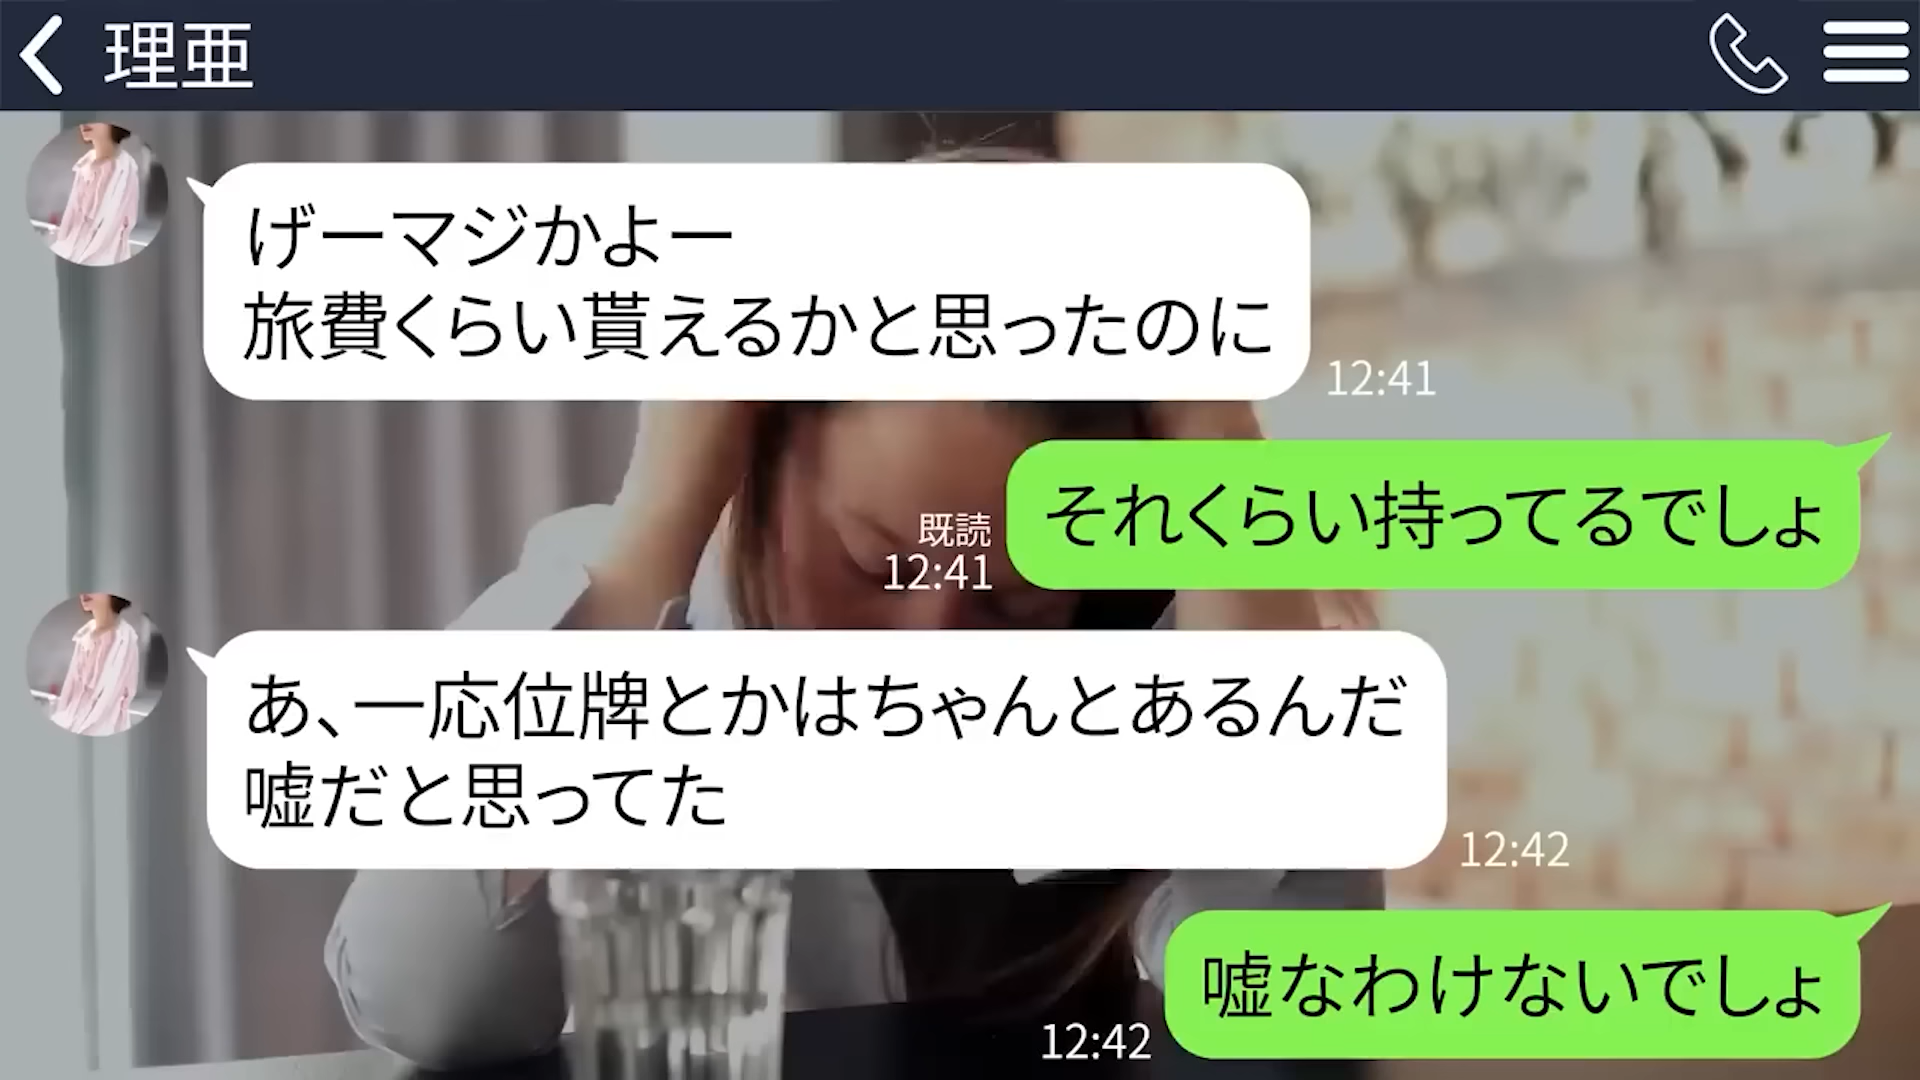 理亜
げーマジかよー
旅費くらい貰えるかと思ったのに
12:41
それくらい持ってるでしょ
既読
12:41
あ、一応位牌とかはちゃんとあるんだ
嘘だと思ってた
12:42
嘘なわけないでしょ
12:42